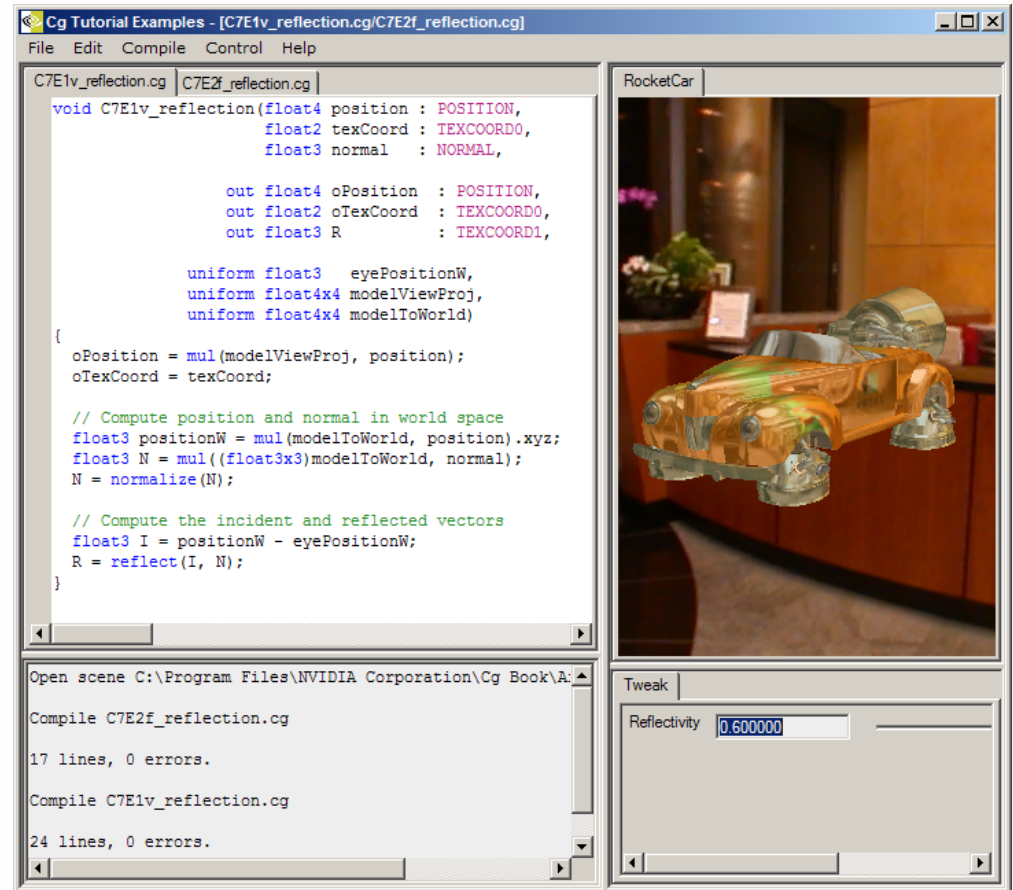 Cg Tutorial Examples - [C7E1v_reflection.cg/C7E2f_reflection.cg]
File Edit Compile Control Help
C7E1v_reflection.cg C7E2f_reflection.cg
void C7E1v_reflection(float4 position : POSITION,
float2 texCoord : TEXCOORD0,
float3 normal : NORMAL,
out float4 oPosition : POSITION,
out float2 oTexCoord : TEXCOORD0,
out float3 R : TEXCOORD1,
uniform float3 eyePositionW,
uniform float4x4 modelViewProj,
uniform float4x4 modelToWorld)
{
oPosition = mul(modelViewProj, position);
oTexCoord = texCoord;
// Compute position and normal in world space
float3 positionW = mul(modelToWorld, position).xyz;
float3 N = mul((float3x3)modelToWorld, normal);
N = normalize(N);
// Compute the incident and reflected vectors
float3 I = positionW - eyePositionW;
R = reflect(I, N);
}
Open scene C:\Program Files\NVIDIA Corporation\Cg Book\A
Compile C7E2f_reflection.cg
17 lines, 0 errors.
Compile C7E1v_reflection.cg
24 lines, 0 errors.
RocketCar
Tweak
Reflectivity 0.600000